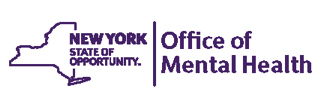 NEW YORK
STATE OF
OPPORTUNITY.
Office of
Mental Health